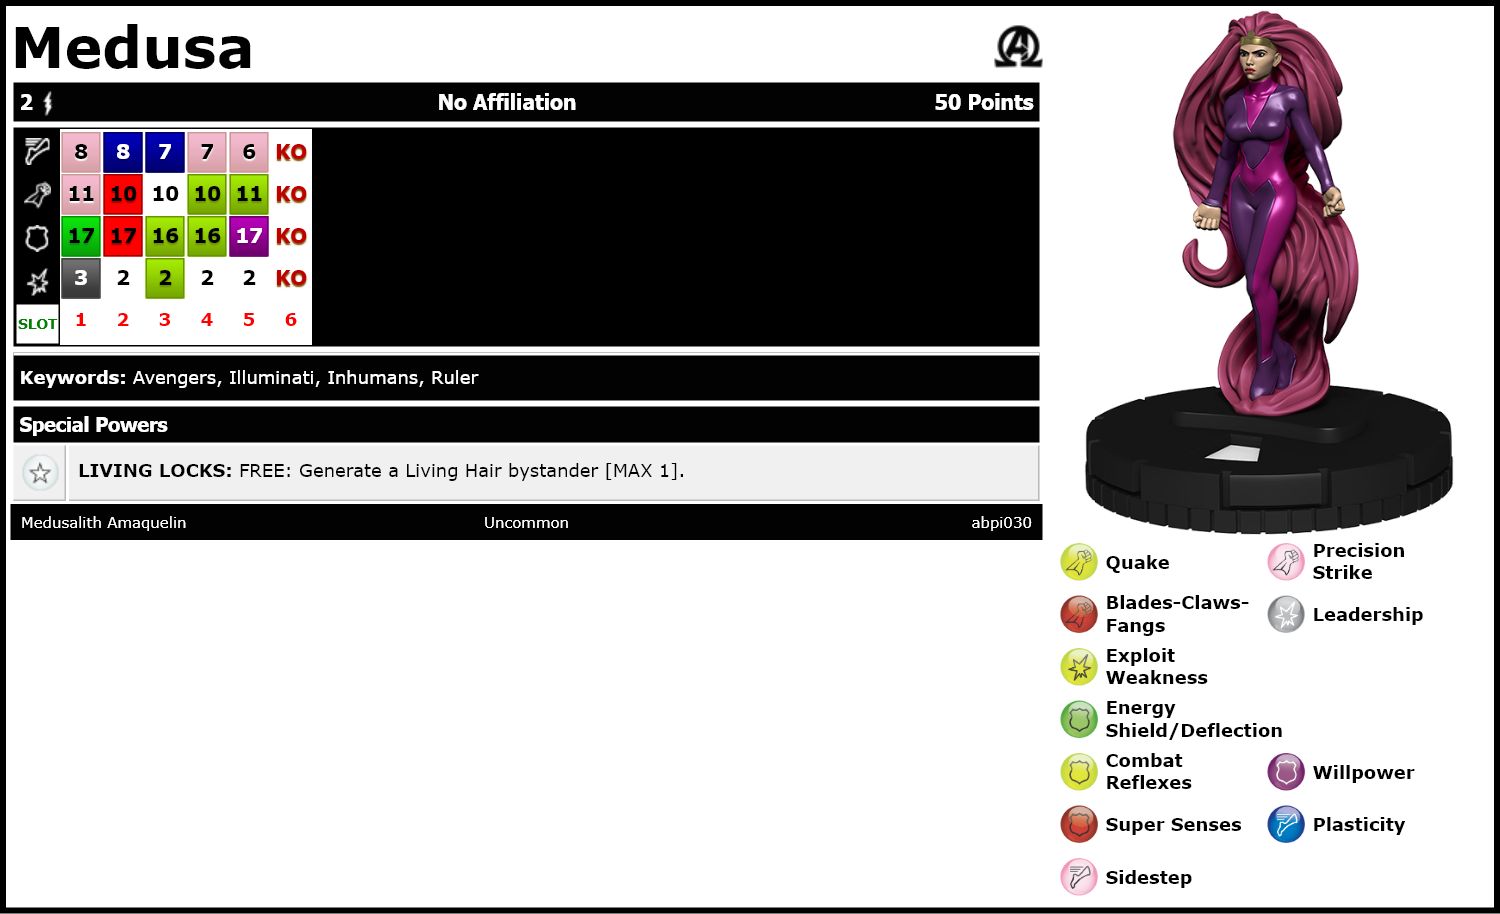 Medusa
2 No Affiliation 50 Points
8 8 7 7 6 KO
11 10 10 10 11 KO
17 17 16 16 17 KO
3 2 2 2 2 KO
SLOT 1 2 3 4 5 6
Keywords: Avengers, Illuminati, Inhumans, Ruler
Special Powers
LIVING LOCKS: FREE: Generate a Living Hair bystander [MAX 1].
Medusalith Amaquelin Uncommon abpi030
Quake
Precision
Strike
Blades-Claws-
Fangs
Leadership
Exploit
Weakness
Energy
Shield/Deflection
Combat
Reflexes
Willpower
Super Senses
Plasticity
Sidestep